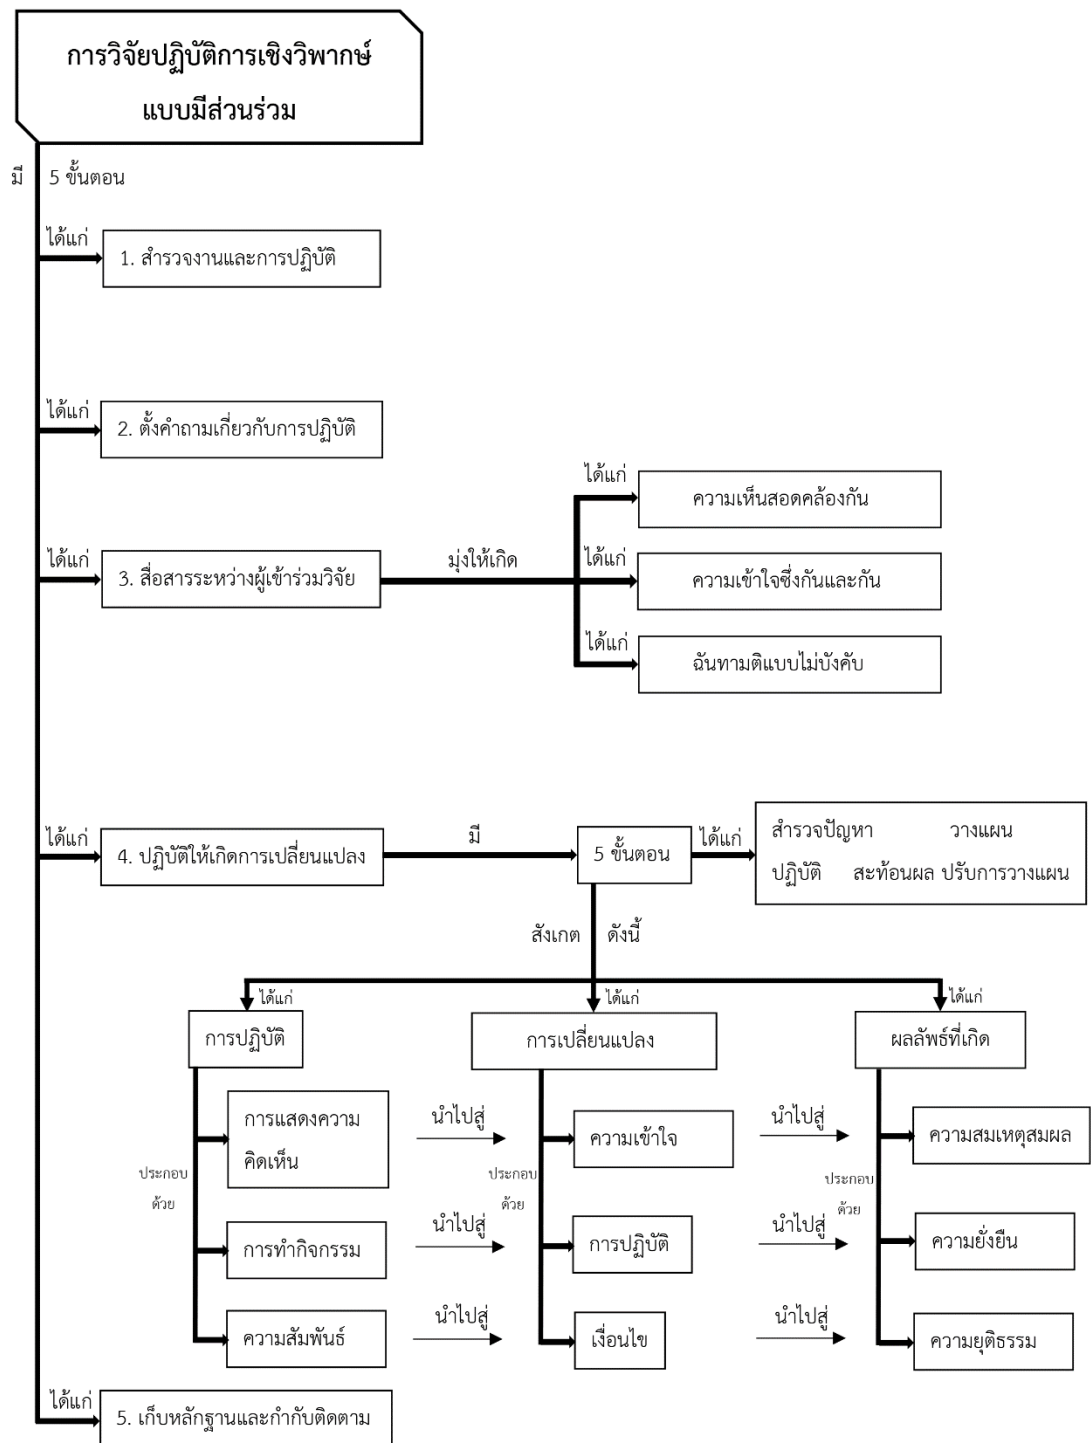 การวิจัยปฏิบัติการเชิงวิพากษ์
แบบมีส่วนร่วม
มี 5 ขั้นตอน
ได้แก่
1. สำรวจงานและการปฏิบัติ
ได้แก่
2. ตั้งคำถามเกี่ยวกับการปฏิบัติ
ได้แก่
3. สื่อสารระหว่างผู้เข้าร่วมวิจัย
มุ่งให้เกิด
ได้แก่
ความเห็นสอดคล้องกัน
ได้แก่
ความเข้าใจซึ่งกันและกัน
ได้แก่
ฉันทามติแบบไม่บังคับ
ได้แก่
4. ปฏิบัติให้เกิดการเปลี่ยนแปลง
มี
5 ขั้นตอน
ได้แก่
สำรวจปัญหา วางแผน
ปฏิบัติ สะท้อนผล ปรับการวางแผน
สังเกต ดังนี้
ได้แก่ ได้แก่ ได้แก่
การปฏิบัติ การเปลี่ยนแปลง ผลลัพธ์ที่เกิด
การแสดงความ
คิดเห็น
นำไปสู่
ความเข้าใจ
นำไปสู่
ความสมเหตุสมผล
ประกอบ
ด้วย
ประกอบ
ด้วย
ประกอบ
ด้วย
การทำกิจกรรม
นำไปสู่
การปฏิบัติ
นำไปสู่
ความยั่งยืน
ความสัมพันธ์
นำไปสู่
เงื่อนไข
นำไปสู่
ความยุติธรรม
ได้แก่
5. เก็บหลักฐานและกำกับติดตาม